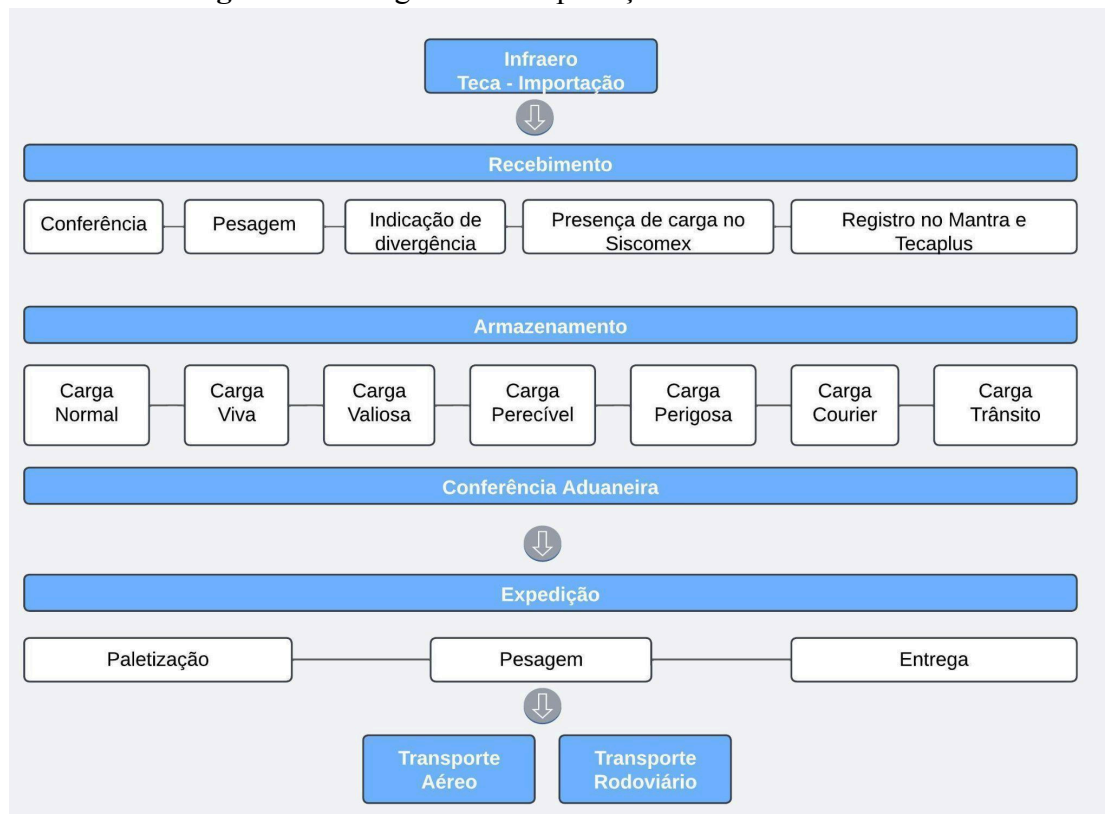 Infraero
Teca - Importação
Recebimento
Conferência
Pesagem
Indicação de
divergência
Presença de carga no
Siscomex
Registro no Mantra e
Tecaplus
Armazenamento
Carga
Normal
Carga
Viva
Carga
Valiosa
Carga
Perecível
Carga
Perigosa
Carga
Courier
Carga
Trânsito
Conferência Aduaneira
Expedição
Paletização
Pesagem
Entrega
Transporte
Aéreo
Transporte
Rodoviário